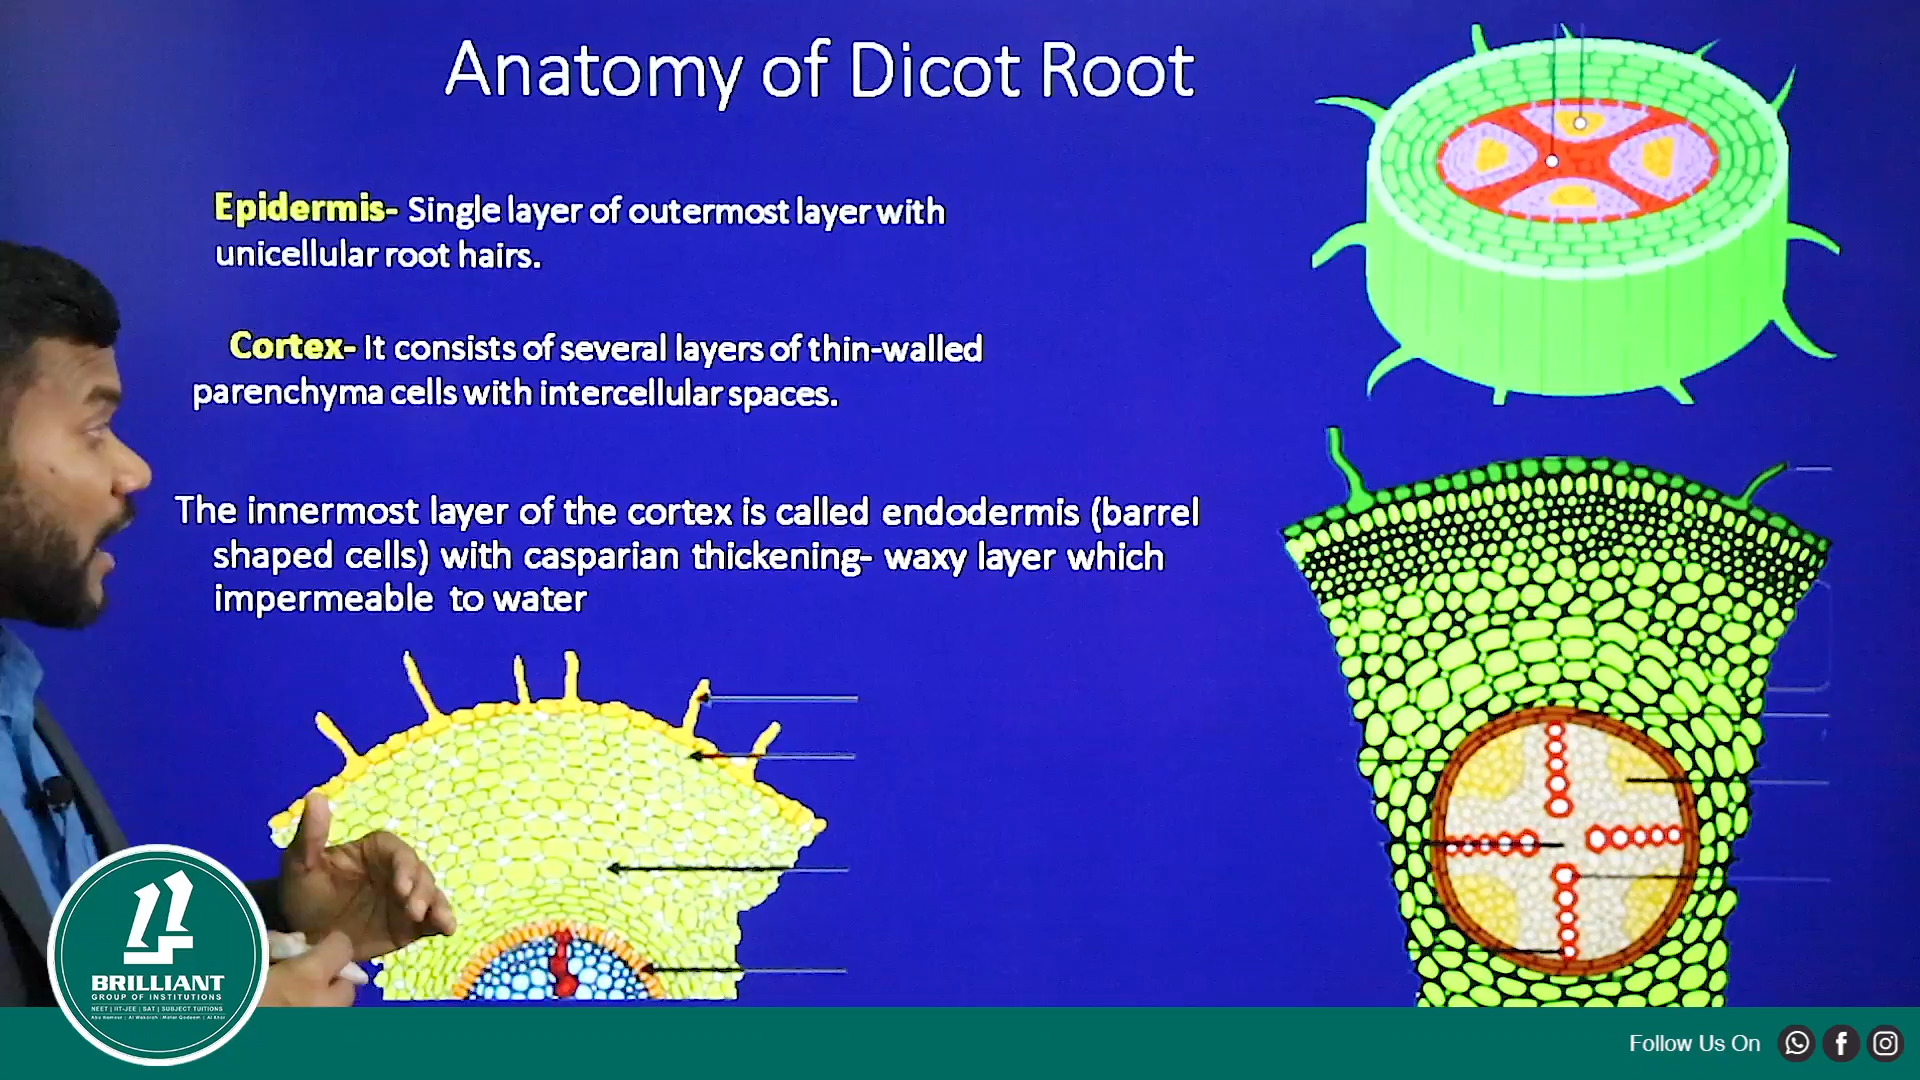 Anatomy of Dicot Root
Epidermis- Single layer of outermost layer with
unicellular root hairs.
Cortex- It consists of several layers of thin-walled
parenchyma cells with intercellular spaces.
The innermost layer of the cortex is called endodermis (barrel
shaped cells) with casparian thickening- waxy layer which
impermeable to water
BRILLIANT
GROUP OF INSTITUTIONS
NEET | IIT-JEE | SAT | SUBJECT TUITIONS
Follow Us On